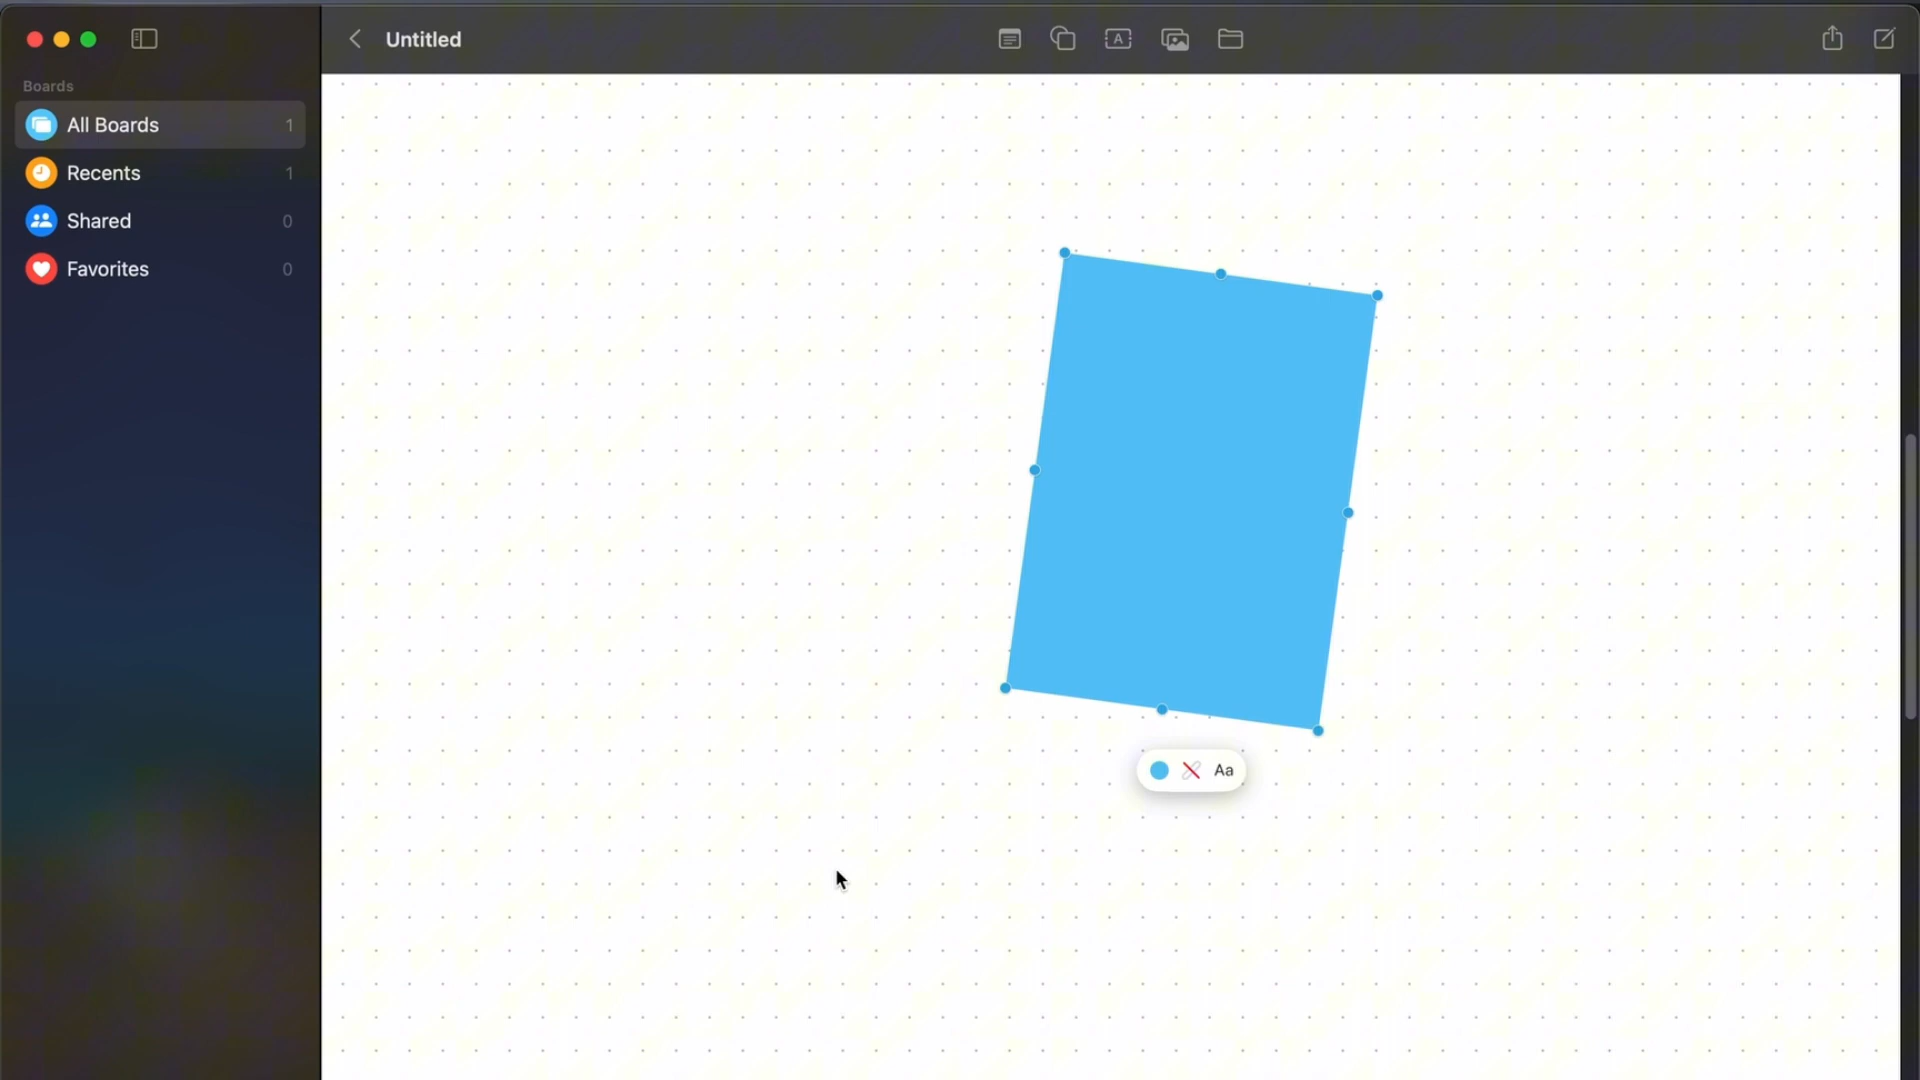 Untitled
A
Boards
All Boards 1
Recents 1
Shared 0
Favorites 0
Aa